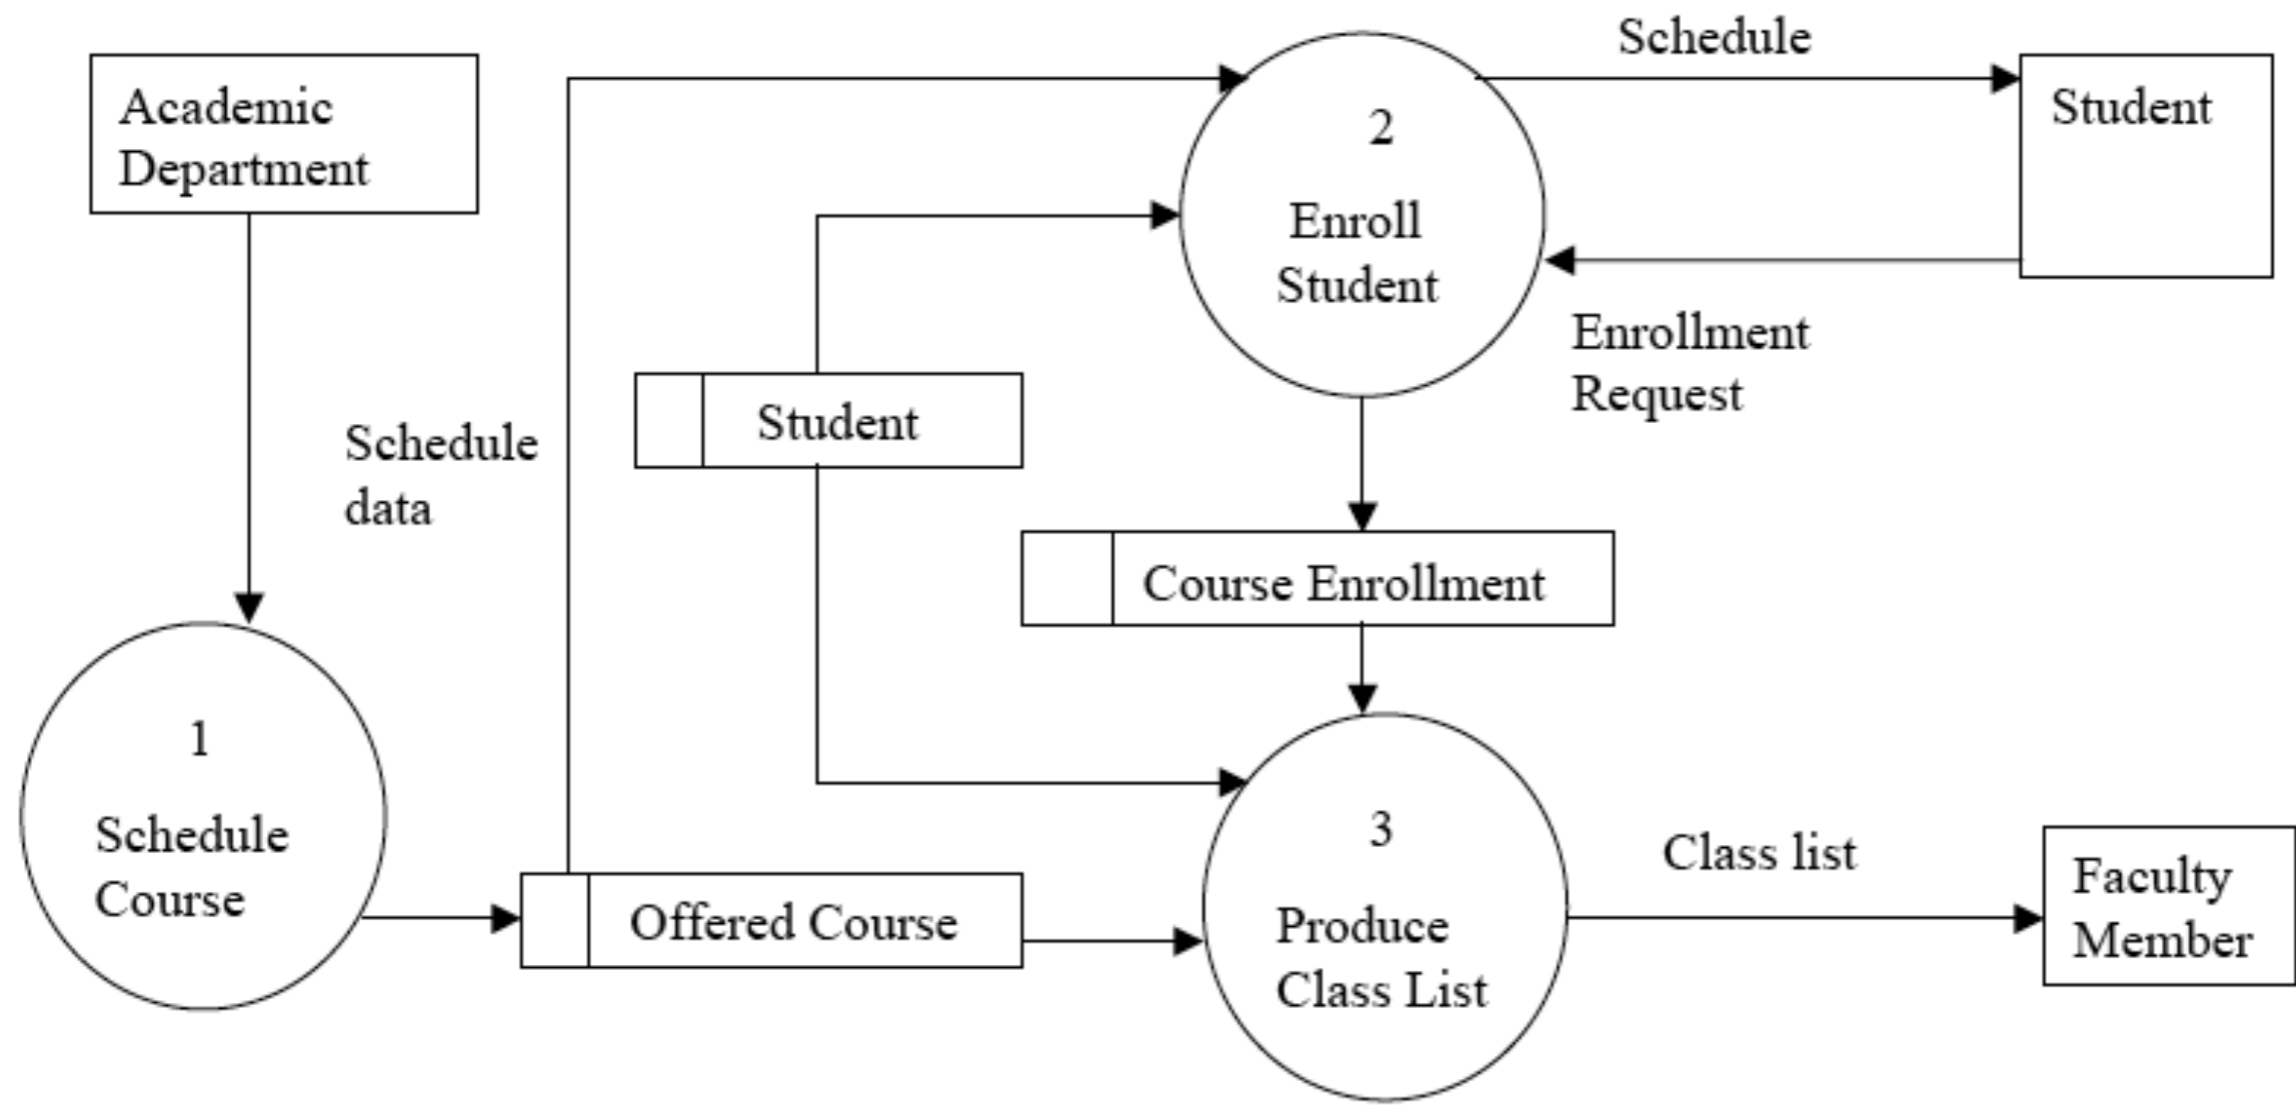 Academic
Department
Schedule
2
Enroll
Student
Student
Enrollment
Request
Schedule
data
Student
Course Enrollment
1
Schedule
Course
Offered Course
3
Produce
Class List
Class list
Faculty
Member